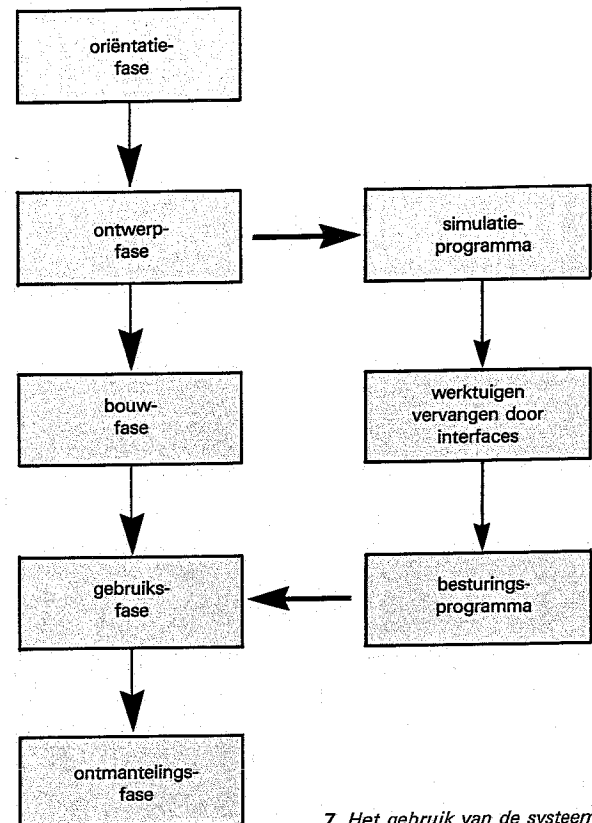 oriëntatie-
fase
ontwerp-
fase
simulatie-
programma
bouw-
fase
werktuigen
vervangen door
interfaces
gebruiks-
fase
besturings-
programma
ontmantelings-
fase
7 Het gebruik van de systeem